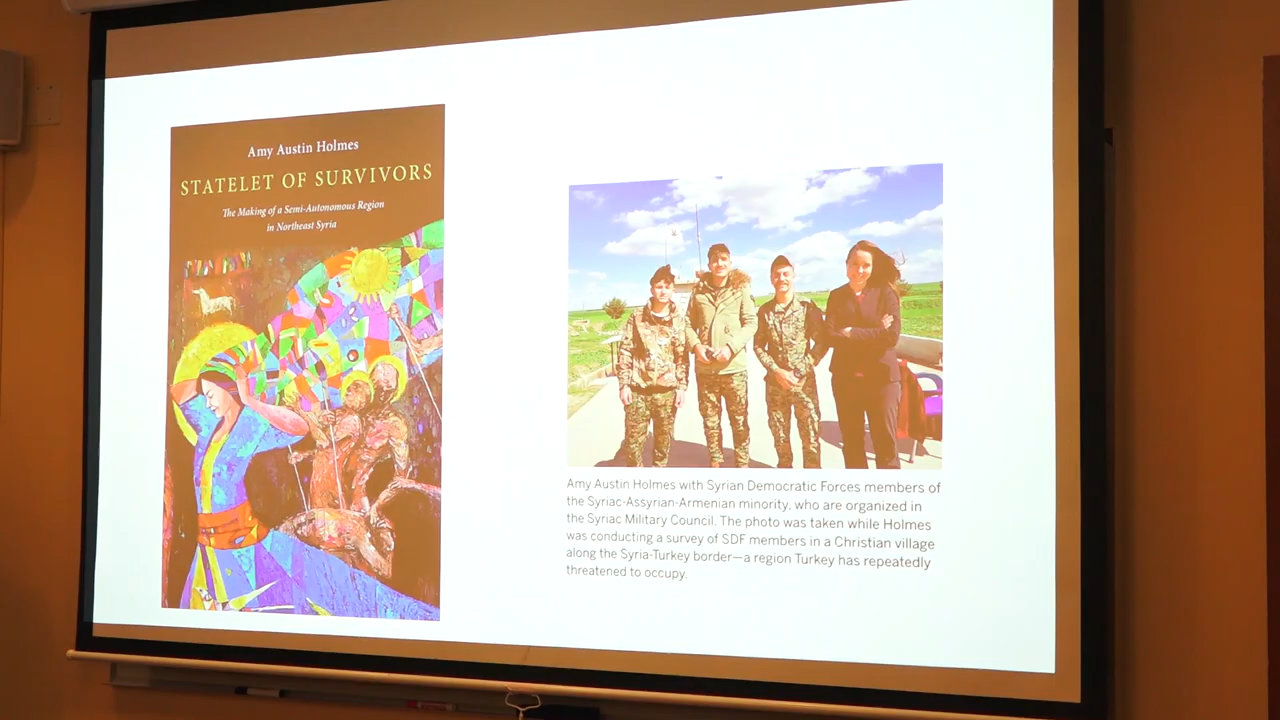 Amy Austin Holmes
STATELET OF SURVIVORS
The Making of a Semi-Autonomous Region
in Northeast Syria
Amy Austin Holmes with Syrian Democratic Forces members of
the Syriac-Assyrian-Armenian minority, who are organized in
the Syriac Military Council. The photo was taken while Holmes
was conducting a survey of SDF members in a Christian village
along the Syria-Turkey border—a region Turkey has repeatedly
threatened to occupy.